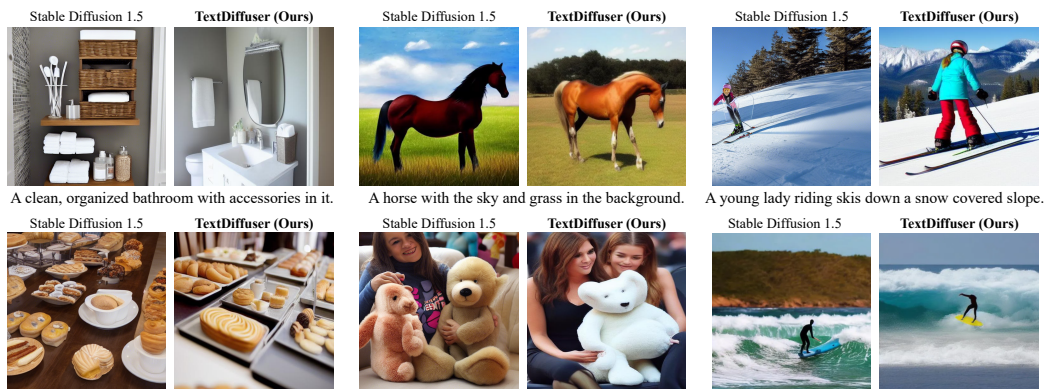 Stable Diffusion 1.5 TextDiffuser (Ours) Stable Diffusion 1.5 TextDiffuser (Ours) Stable Diffusion 1.5 TextDiffuser (Ours)
A clean, organized bathroom with accessories in it. A horse with the sky and grass in the background. A young lady riding skis down a snow covered slope.
Stable Diffusion 1.5 TextDiffuser (Ours) Stable Diffusion 1.5 TextDiffuser (Ours) Stable Diffusion 1.5 TextDiffuser (Ours)